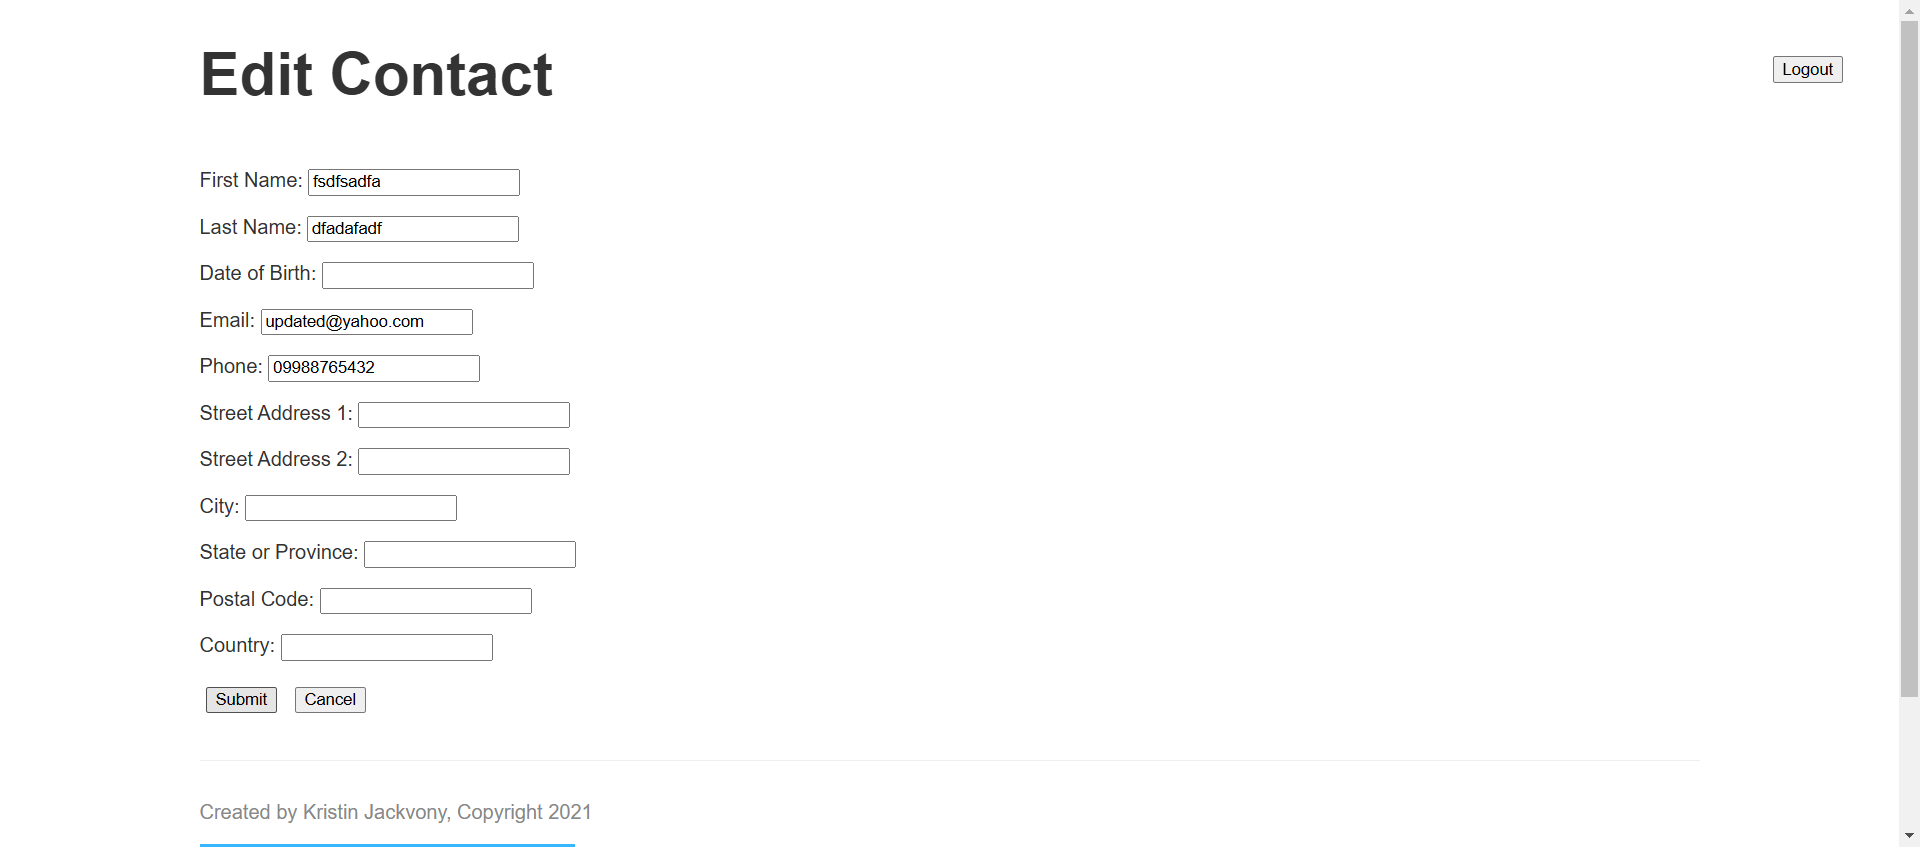 Edit Contact
Logout
First Name: fsdfsadfa
Last Name: dfadafadf
Date of Birth:
Email: updated@yahoo.com
Phone: 09988765432
Street Address 1:
Street Address 2:
City:
State or Province:
Postal Code:
Country:
Submit Cancel
Created by Kristin Jackvony, Copyright 2021